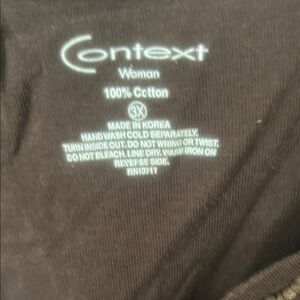 Context
Woman
100% Cotton
3X
MADE IN KOREA
HAND WASH COLD SEPARATELY.
TURN INSIDE OUT. DO NOT WRING OR TWIST.
DO NOT BLEACH. LINE DRY. WARM IRON ON
REVERSE SIDE.